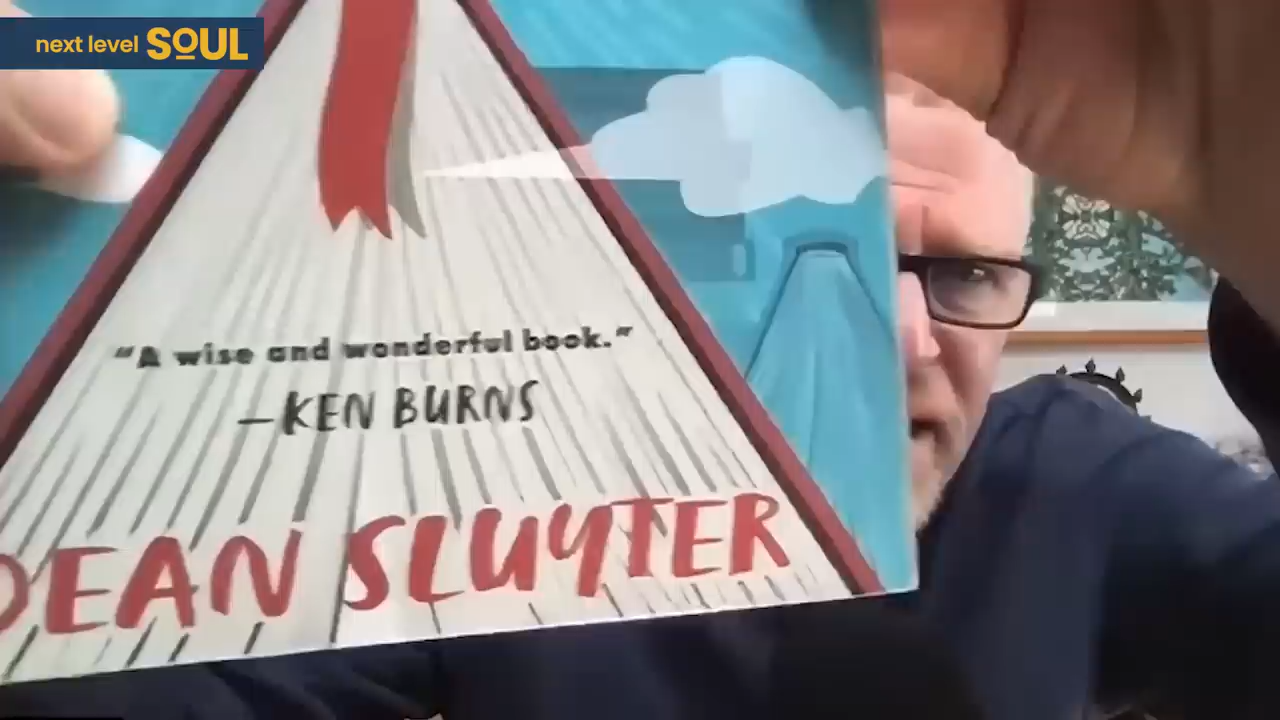 next level SOUL
“A wise and wonderful book.”
—KEN BURNS
DEAN SLUYTER